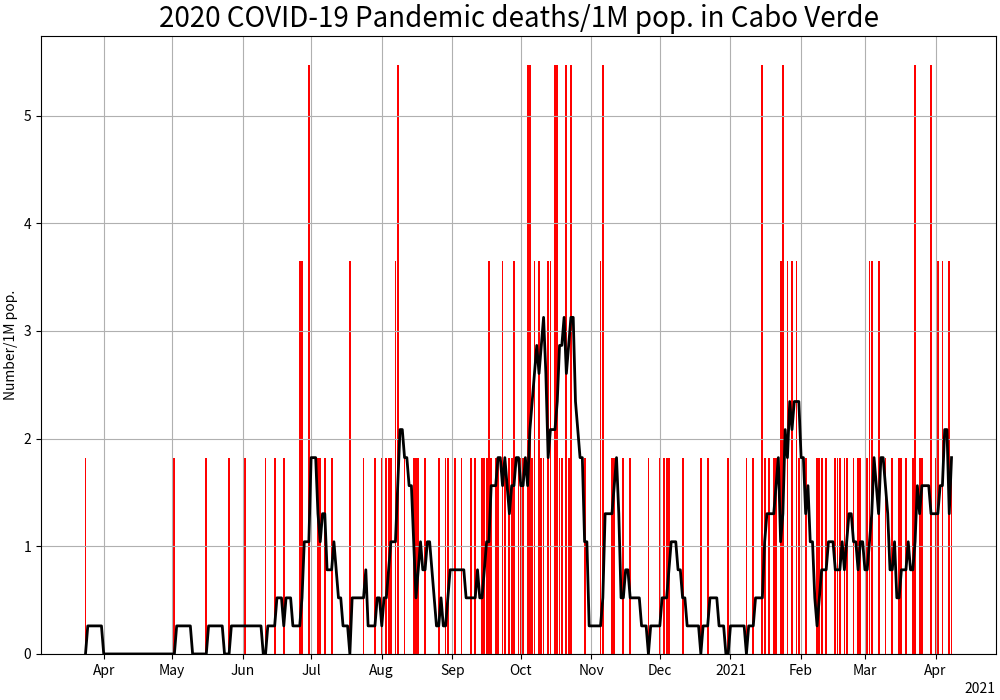 2020 COVID-19 Pandemic deaths/1M pop. in Cabo Verde
Number/1M pop.
5
4
3
2
1
0
Apr May Jun Jul Aug Sep Oct Nov Dec 2021 Feb Mar Apr
2021